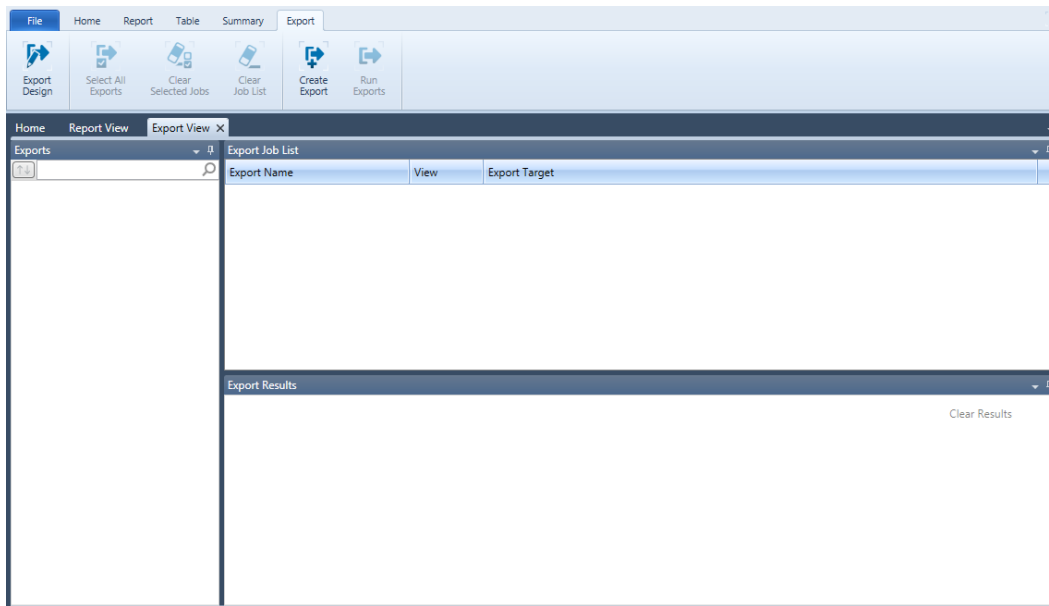 File Home Report Table Summary Export
Export Design
Select All Exports
Clear Selected Jobs
Clear Job List
Create Export
Run Exports
Home Report View Export View
Exports
Export Job List
Export Name View Export Target
Export Results
Clear Results